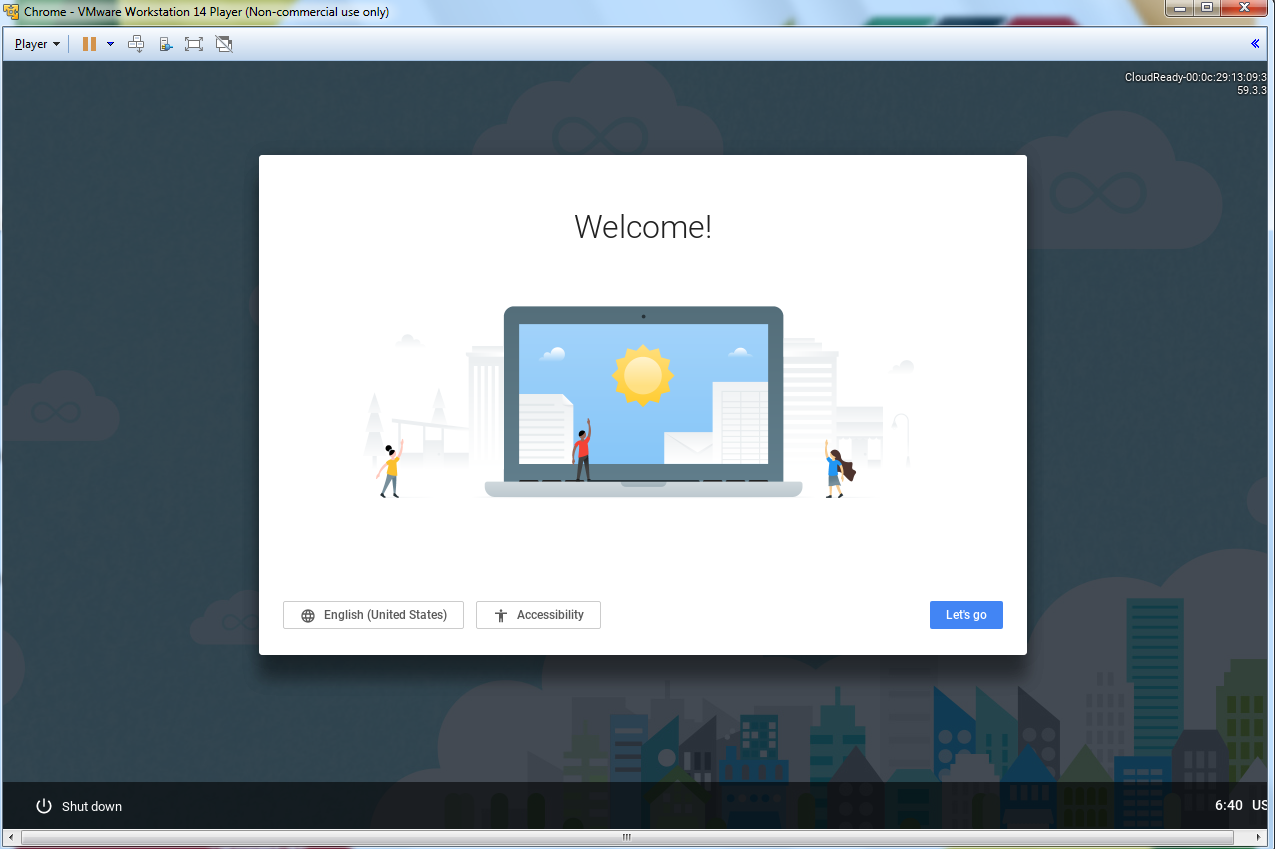 Chrome - VMware Workstation 14 Player (Non-commercial use only)
Player
CloudReady-00:0c:29:13:09:3
59.3.3
Welcome!
English (United States)
Accessibility
Let's go
Shut down
6:40 US